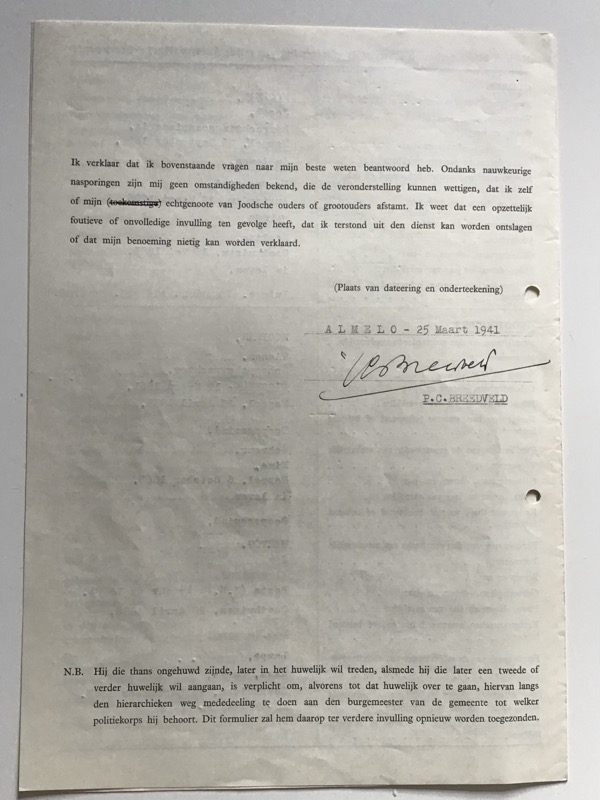 Ik verklaar dat ik bovenstaande vragen naar mijn beste weten beantwoord heb. Ondanks nauwkeurige
nasporingen zijn mij geen omstandigheden bekend, die de veronderstelling kunnen wettigen, dat ik zelf
of mijn (toekomstige) echtgenoote van Joodsche ouders of grootouders afstamt. Ik weet dat een opzettelijk
foutieve of onvolledige invulling ten gevolge heeft, dat ik terstond uit den dienst kan worden ontslagen
of dat mijn benoeming nietig kan worden verklaard.
(Plaats van dateering en onderteekening)
A L M E L O - 25 Maart 1941
PCBreedveld
P.C.BREEDVELD
N.B. Hij die thans ongehuwd zijnde, later in het huwelijk wil treden, alsmede hij die later een tweede of
verder huwelijk wil aangaan, is verplicht om, alvorens tot dat huwelijk over te gaan, hiervan langs
den hierarchieken weg mededeeling te doen aan den burgemeester van de gemeente tot welker
politiekorps hij behoort. Dit formulier zal hem daarop ter verdere invulling opnieuw worden toegezonden.